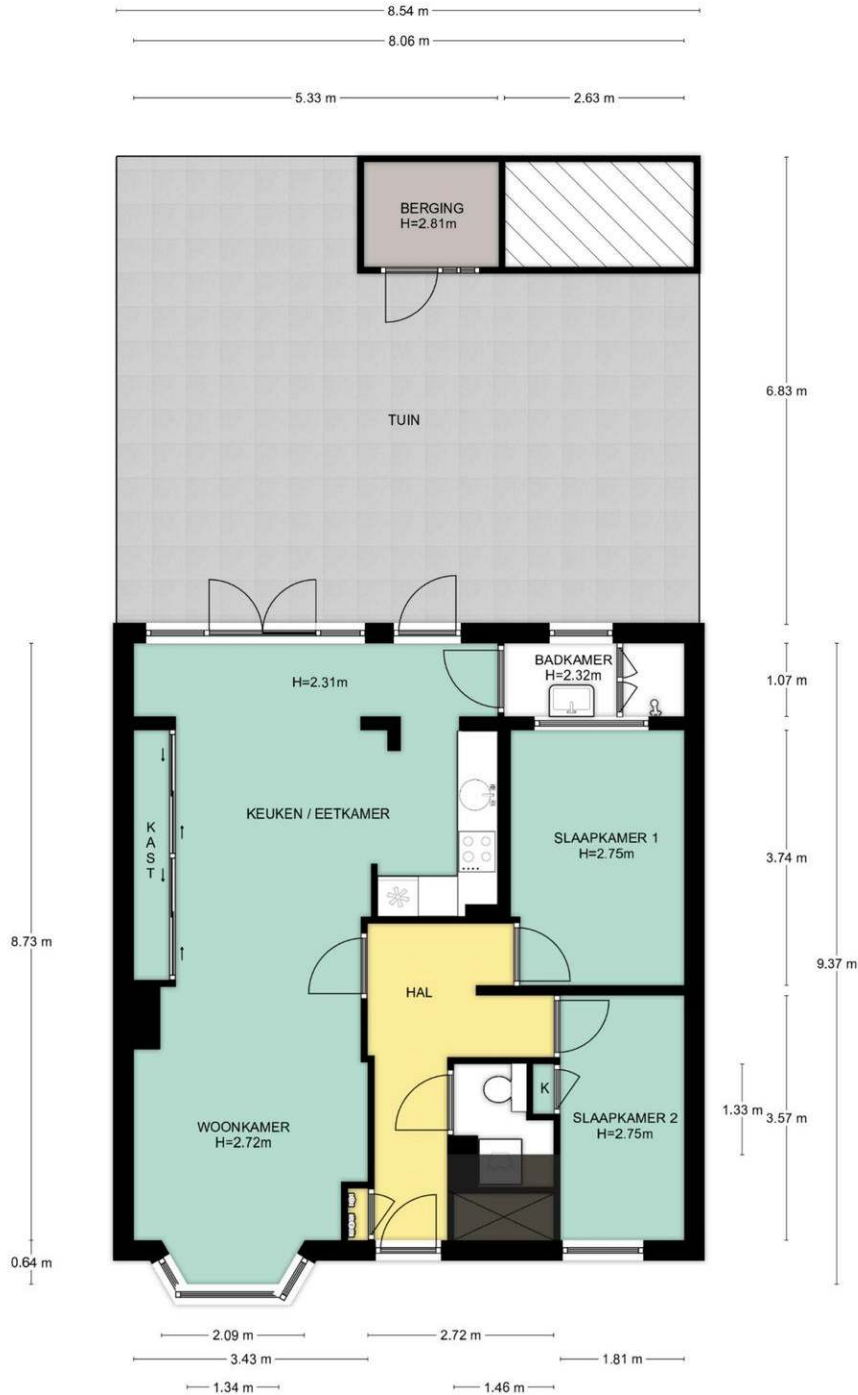 8.54 m
8.06 m
5.33 m
2.63 m
BERGING
H=2.81m
6.83 m
TUIN
H=2.31m
BADKAMER
H=2.32m
1.07 m
KEUKEN / EETKAMER
K
A
S
T
SLAAPKAMER 1
H=2.75m
3.74 m
8.73 m
9.37 m
HAL
K
WOONKAMER
H=2.72m
SLAAPKAMER 2
H=2.75m
1.33 m
3.57 m
0.64 m
2.09 m
2.72 m
3.43 m
1.81 m
1.34 m
1.46 m